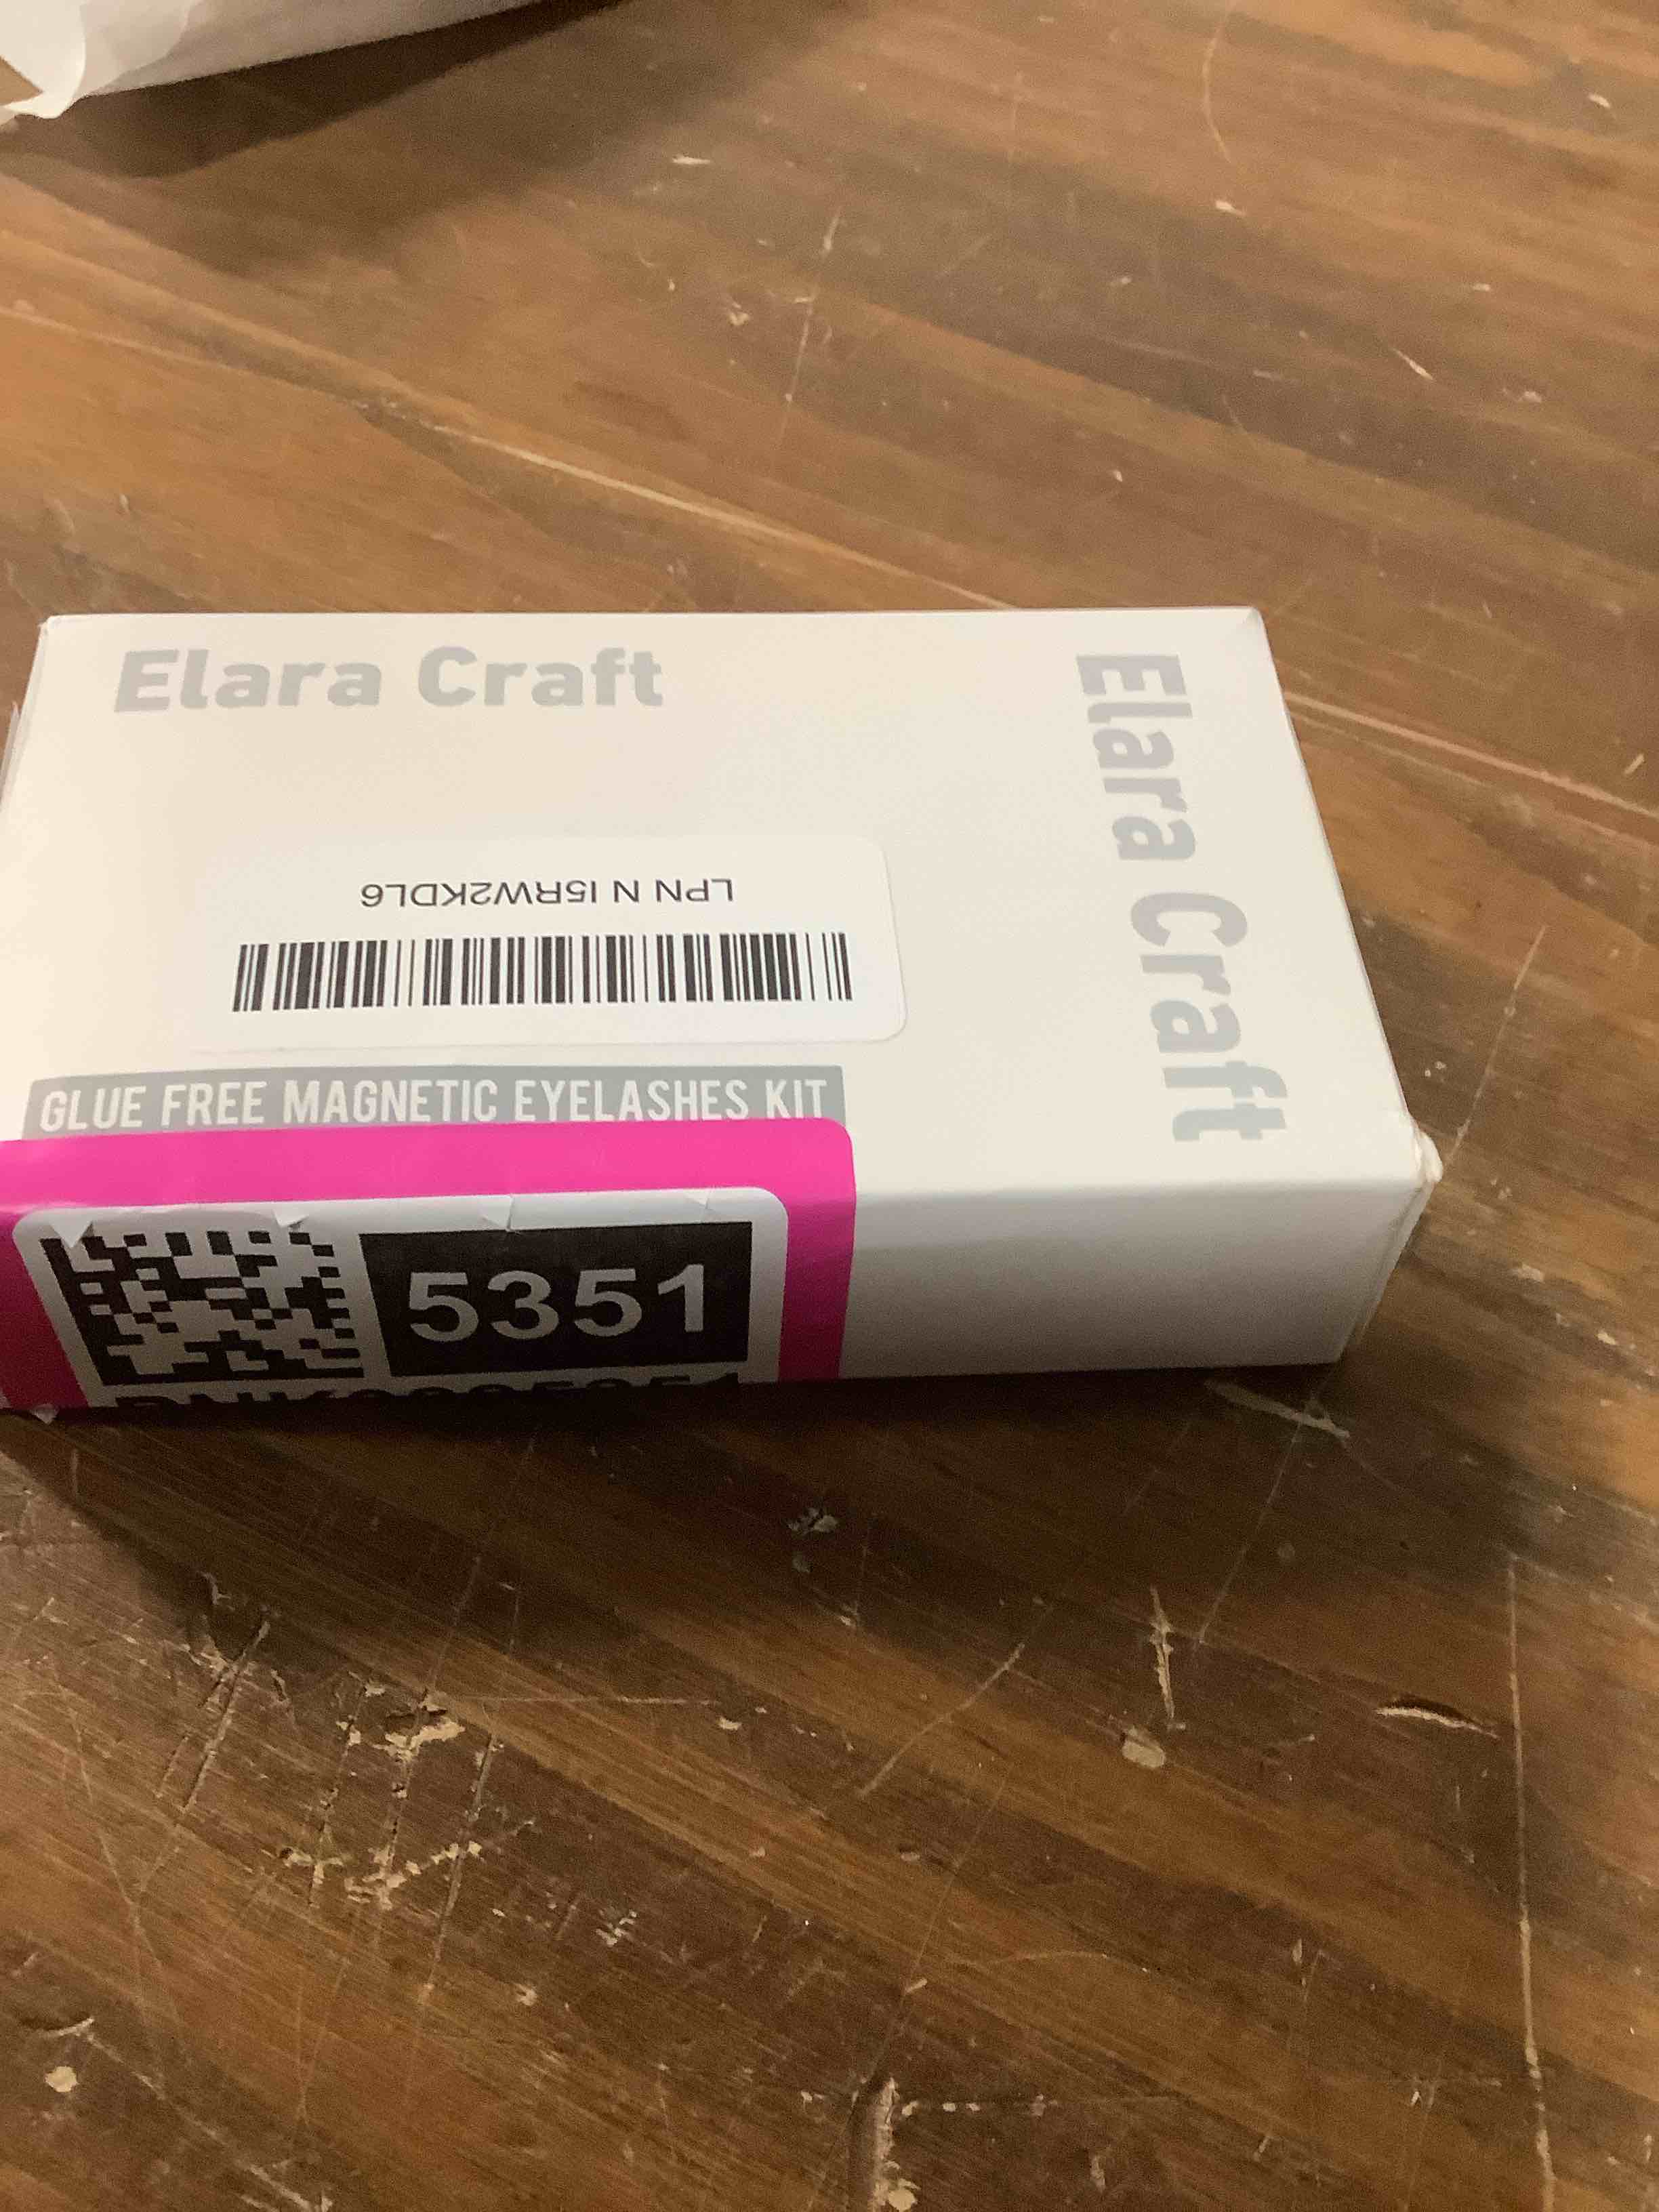 Elara Craft
Elara Craft
LPN N I5RW2KDL6
GLUE FREE MAGNETIC EYELASHES KIT
5351